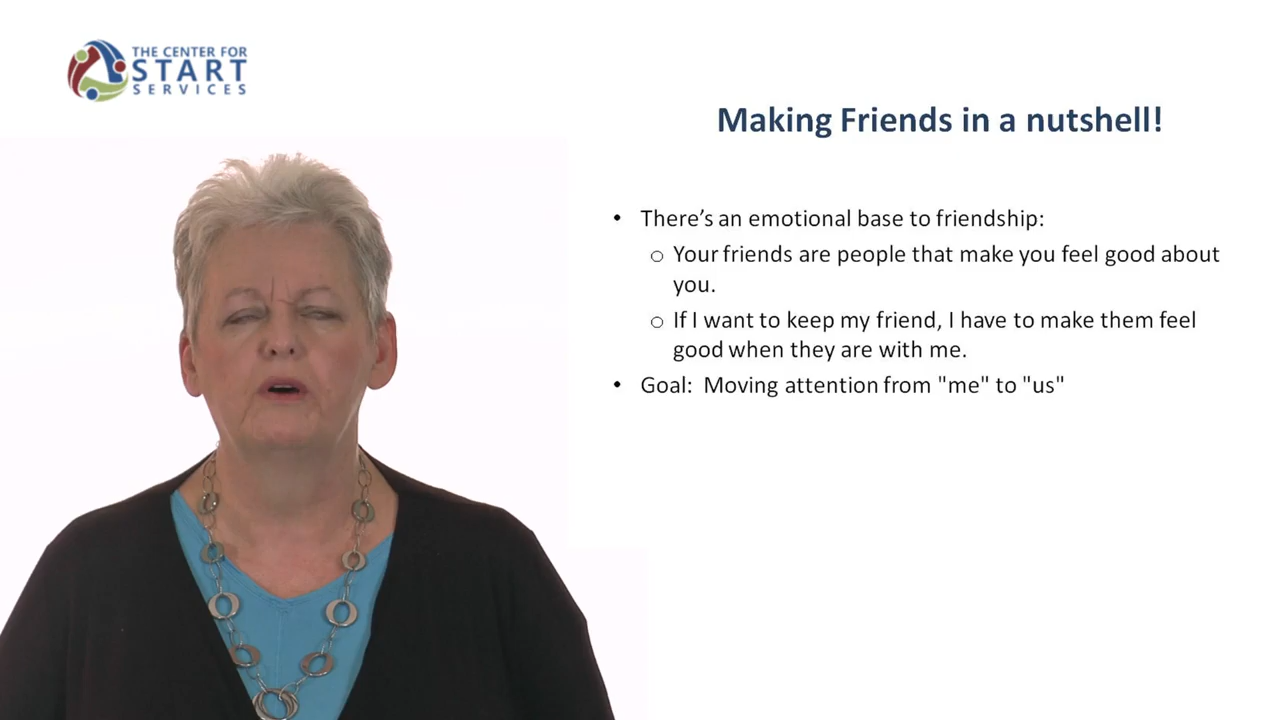 THE CENTER FOR
START
SERVICES
Making Friends in a nutshell!
• There’s an emotional base to friendship:
o Your friends are people that make you feel good about
you.
o If I want to keep my friend, I have to make them feel
good when they are with me.
• Goal: Moving attention from "me" to "us"